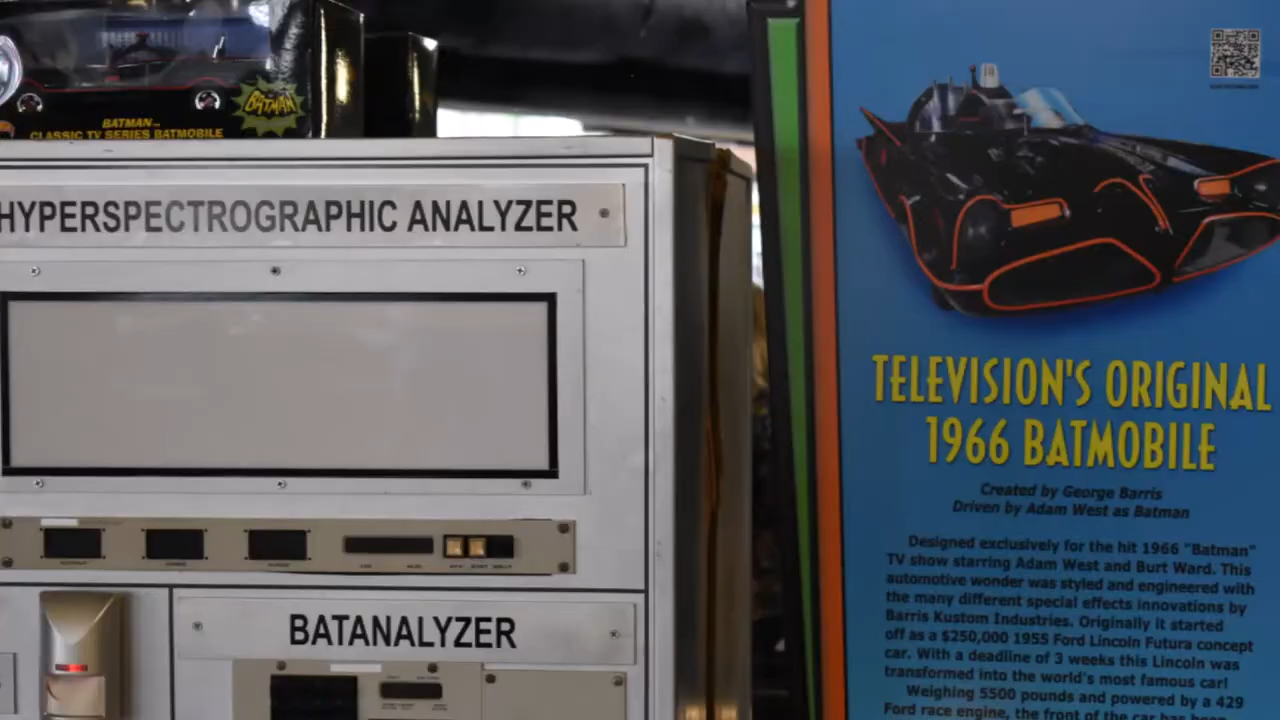 BATMAN
BATMAN
CLASSIC TV SERIES BATMOBILE
HYPERSPECTROGRAPHIC ANALYZER
BATANALYZER
TELEVISION'S ORIGINAL
1966 BATMOBILE
Created by George Barris
Driven by Adam West as Batman
Designed exclusively for the hit 1966 "Batman"
TV show starring Adam West and Burt Ward. This
automotive wonder was styled and engineered with
the many different special effects innovations by
Barris Kustom Industries. Originally it started
off as a $250,000 1955 Ford Lincoln Futura concept
car. With a deadline of 3 weeks this Lincoln was
transformed into the world's most famous car!
Weighing 5500 pounds and powered by a 429
Ford race engine, the front of the car has